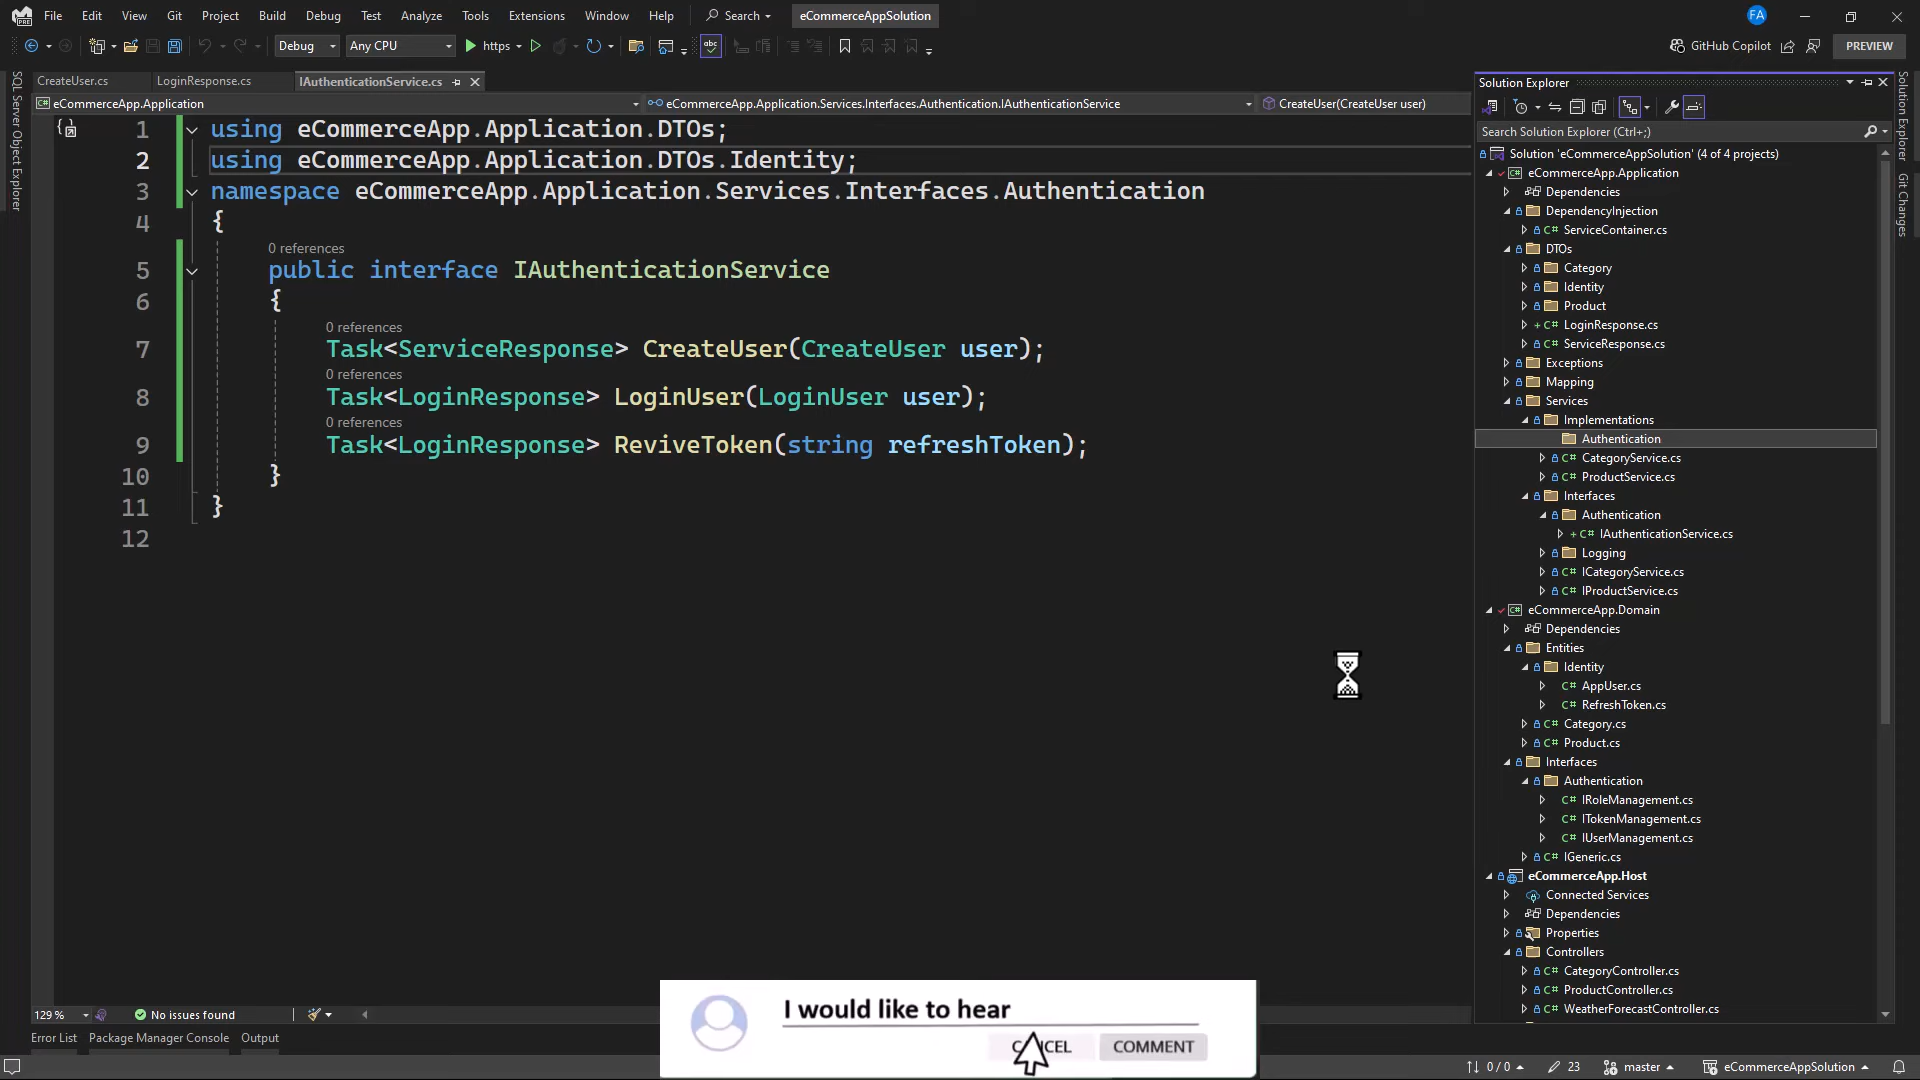 File Edit View Git Project Build Debug Test Analyze Tools Extensions Window Help Search eCommerceAppSolution FA
Debug Any CPU https GitHub Copilot PREVIEW
SQL Server Object Explorer
CreateUser.cs LoginResponse.cs IAuthenticationService.cs
eCommerceApp.Application eCommerceApp.Application.Services.Interfaces.Authentication.IAuthenticationService CreateUser(CreateUser user)
1 using eCommerceApp.Application.DTOs;
2 using eCommerceApp.Application.DTOs.Identity;
3 namespace eCommerceApp.Application.Services.Interfaces.Authentication
4 {
0 references
5 public interface IAuthenticationService
6 {
0 references
7 Task<ServiceResponse> CreateUser(CreateUser user);
0 references
8 Task<LoginResponse> LoginUser(LoginUser user);
0 references
9 Task<LoginResponse> ReviveToken(string refreshToken);
10 }
11 }
12
Solution Explorer
Search Solution Explorer (Ctrl+;)
Solution 'eCommerceAppSolution' (4 of 4 projects)
eCommerceApp.Application
Dependencies
DependencyInjection
ServiceContainer.cs
DTOs
Category
Identity
Product
LoginResponse.cs
ServiceResponse.cs
Exceptions
Mapping
Services
Implementations
Authentication
CategoryService.cs
ProductService.cs
Interfaces
Authentication
IAuthenticationService.cs
Logging
ICategoryService.cs
IProductService.cs
eCommerceApp.Domain
Dependencies
Entities
Identity
AppUser.cs
RefreshToken.cs
Category.cs
Product.cs
Interfaces
Authentication
IRoleManagement.cs
ITokenManagement.cs
IUserManagement.cs
IGeneric.cs
eCommerceApp.Host
Connected Services
Dependencies
Properties
Controllers
CategoryController.cs
ProductController.cs
WeatherForecastController.cs
Solution Explorer
Git Changes
129 % No issues found
Error List Package Manager Console Output
I would like to hear
COMMENT
0 / 0 23 master eCommerceAppSolution